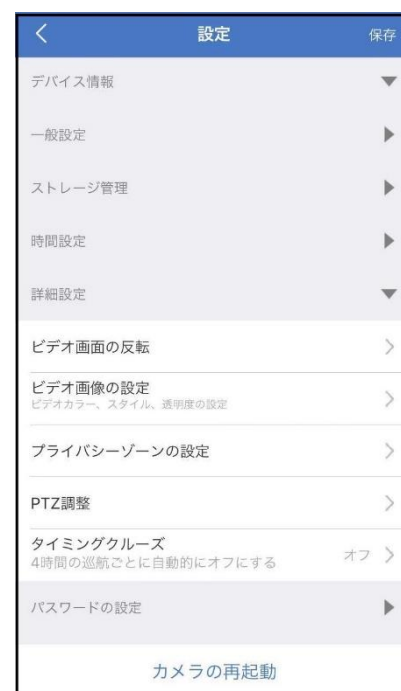 設定
保存
デバイス情報
一般設定
ストレージ管理
時間設定
詳細設定
ビデオ画面の反転
ビデオ画像の設定
ビデオカラー、スタイル、透明度の設定
プライバシーゾーンの設定
PTZ調整
タイミングクルーズ
4時間の巡航ごとに自動的にオフにする
オフ
パスワードの設定
カメラの再起動